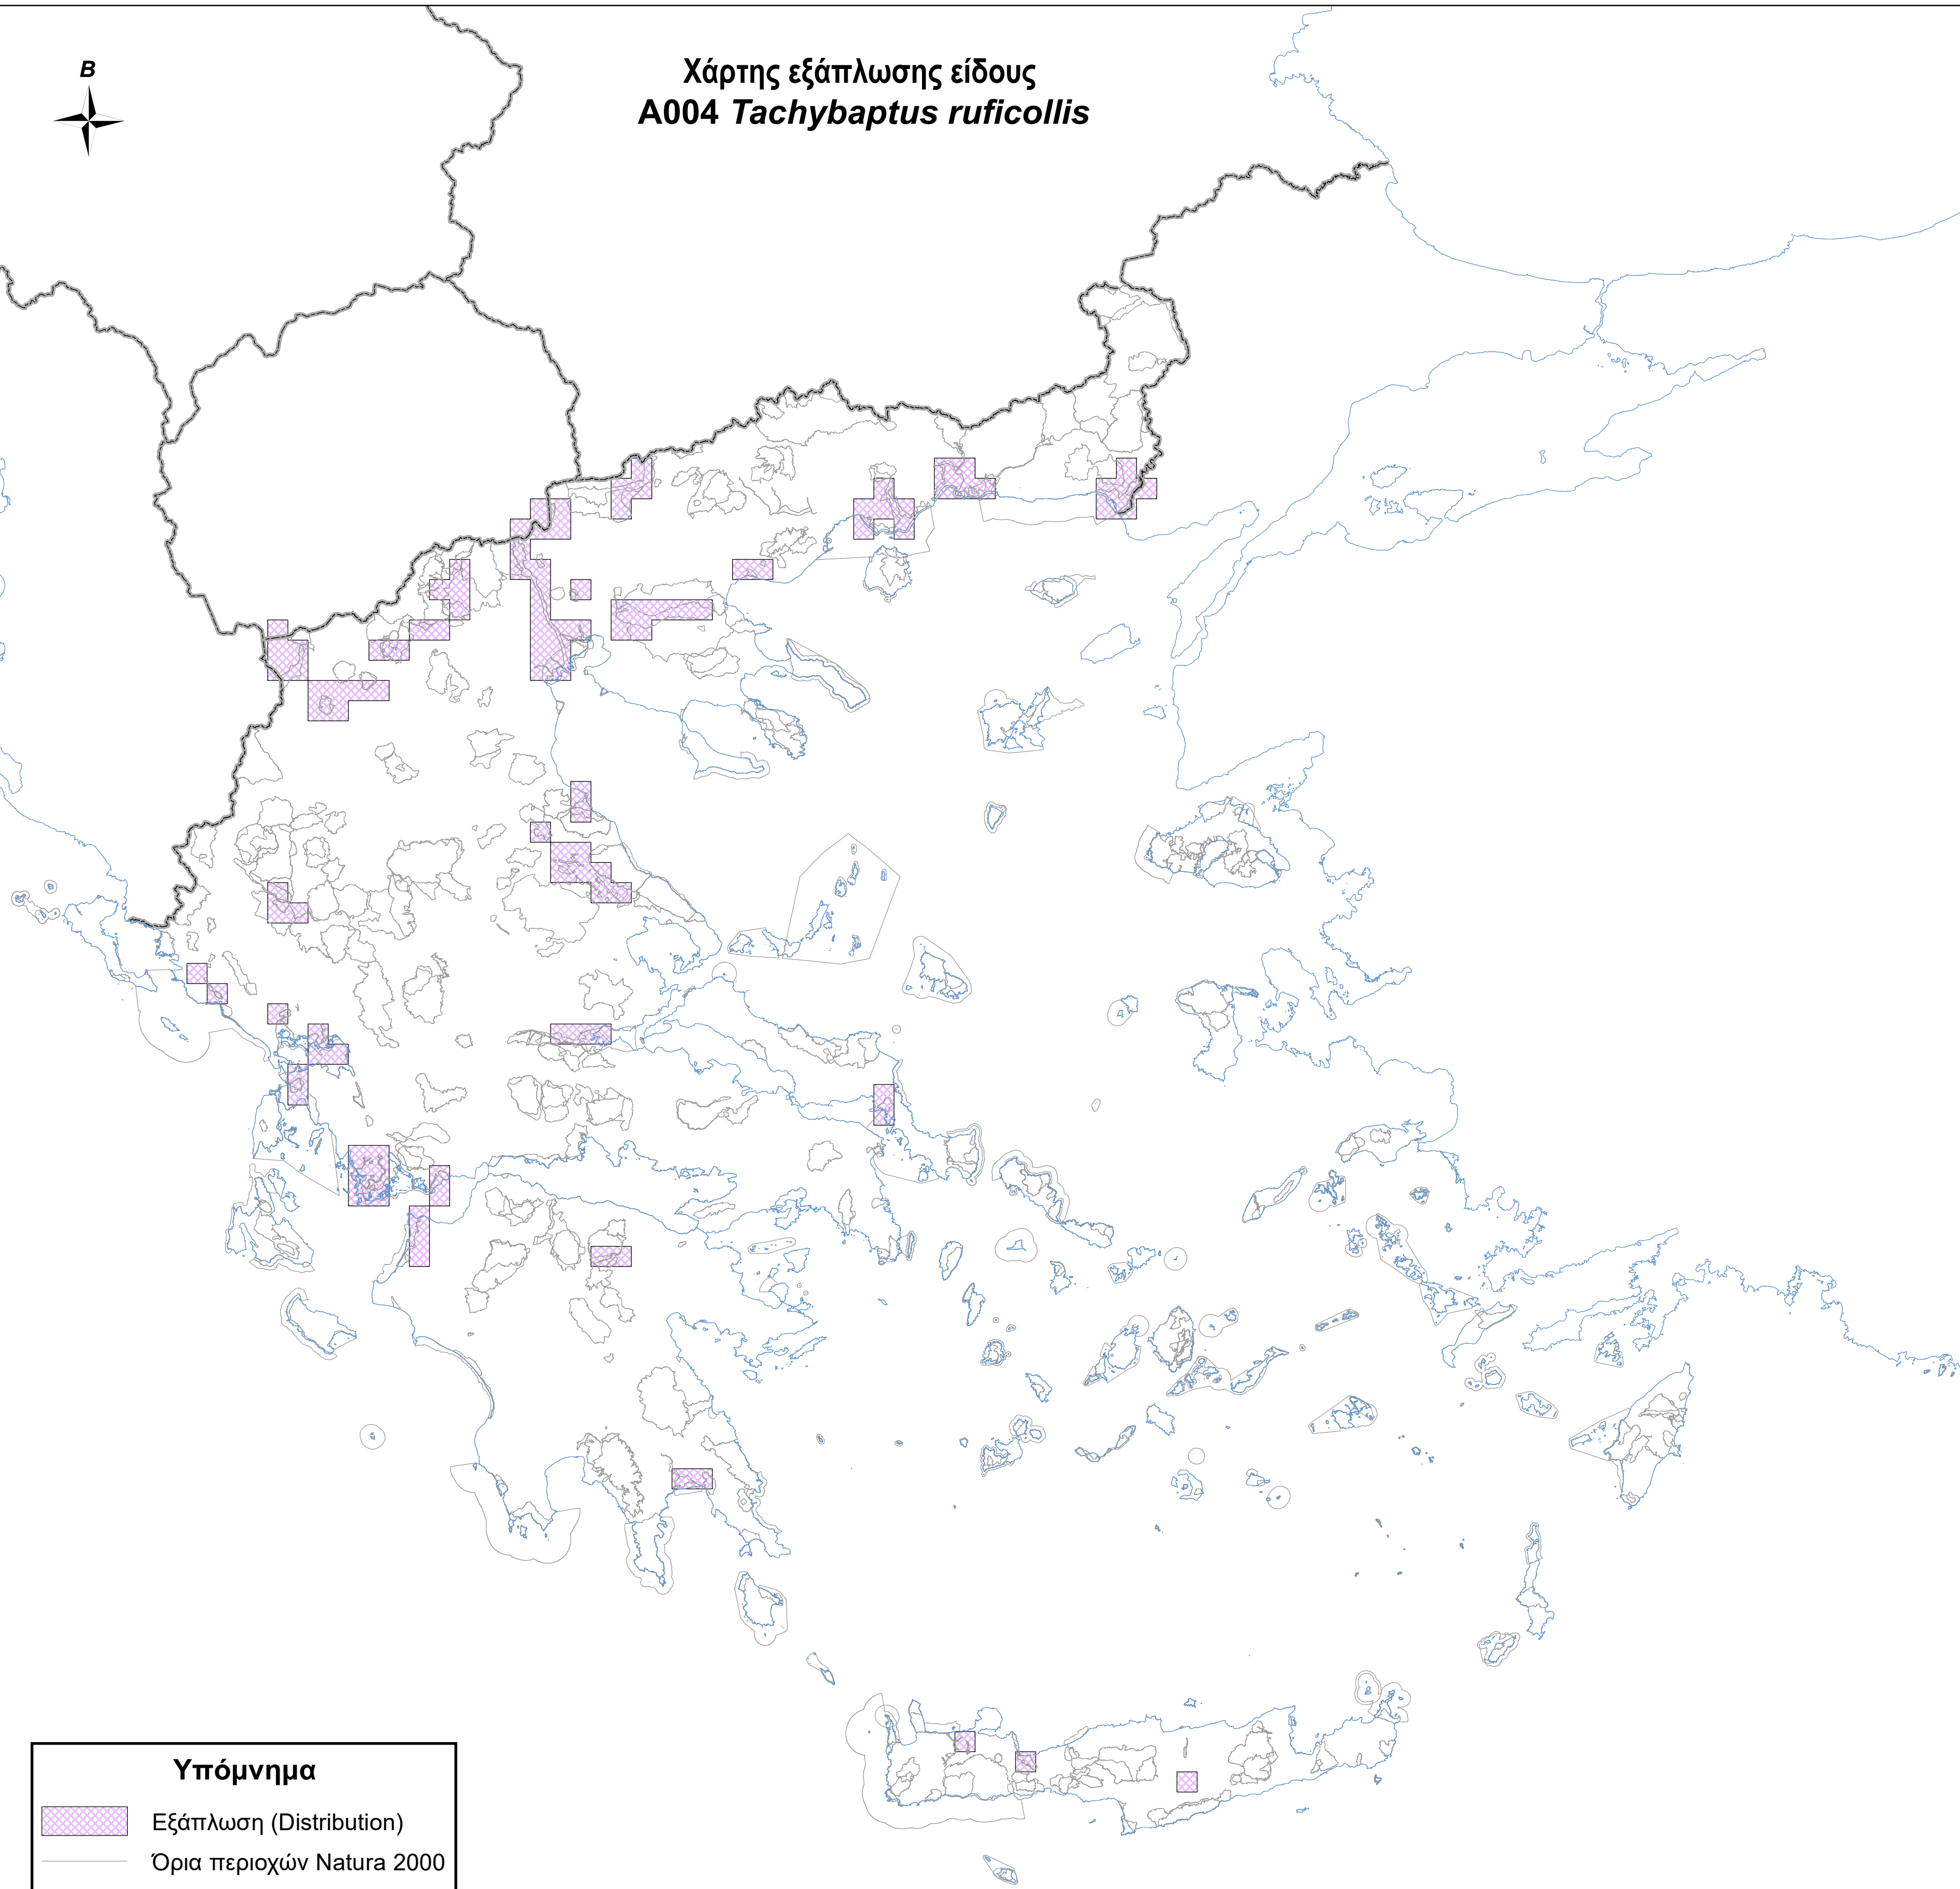 B
Χάρτης εξάπλωσης είδους
A004 Tachybaptus ruficollis
Υπόμνημα
Εξάπλωση (Distribution)
Όρια περιοχών Natura 2000